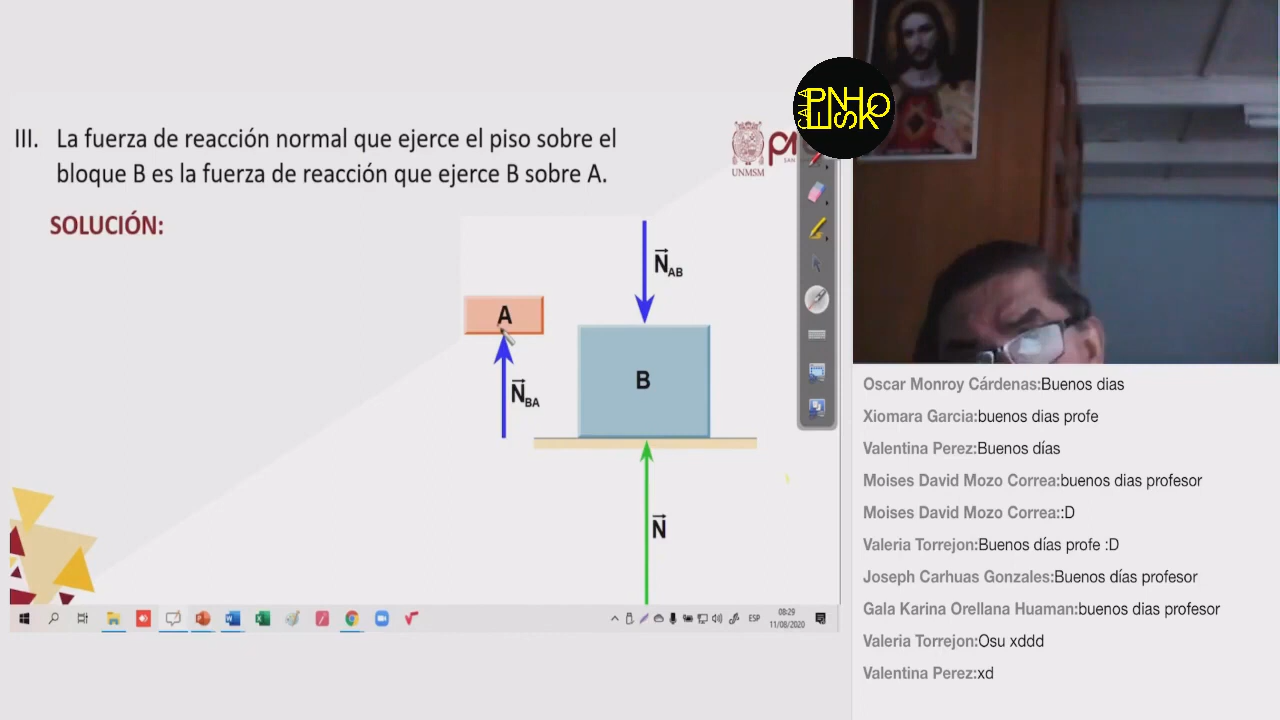 III. La fuerza de reacción normal que ejerce el piso sobre el
bloque B es la fuerza de reacción que ejerce B sobre A.
UNMSM
SOLUCIÓN:
N AB
A
B
N BA
N
ESP
08:29
11/08/2020
Oscar Monroy Cárdenas:Buenos dias
Xiomara Garcia:buenos dias profe
Valentina Perez:Buenos días
Moises David Mozo Correa:buenos dias profesor
Moises David Mozo Correa::D
Valeria Torrejon:Buenos días profe :D
Joseph Carhuas Gonzales:Buenos días profesor
Gala Karina Orellana Huaman:buenos dias profesor
Valeria Torrejon:Osu xddd
Valentina Perez:xd